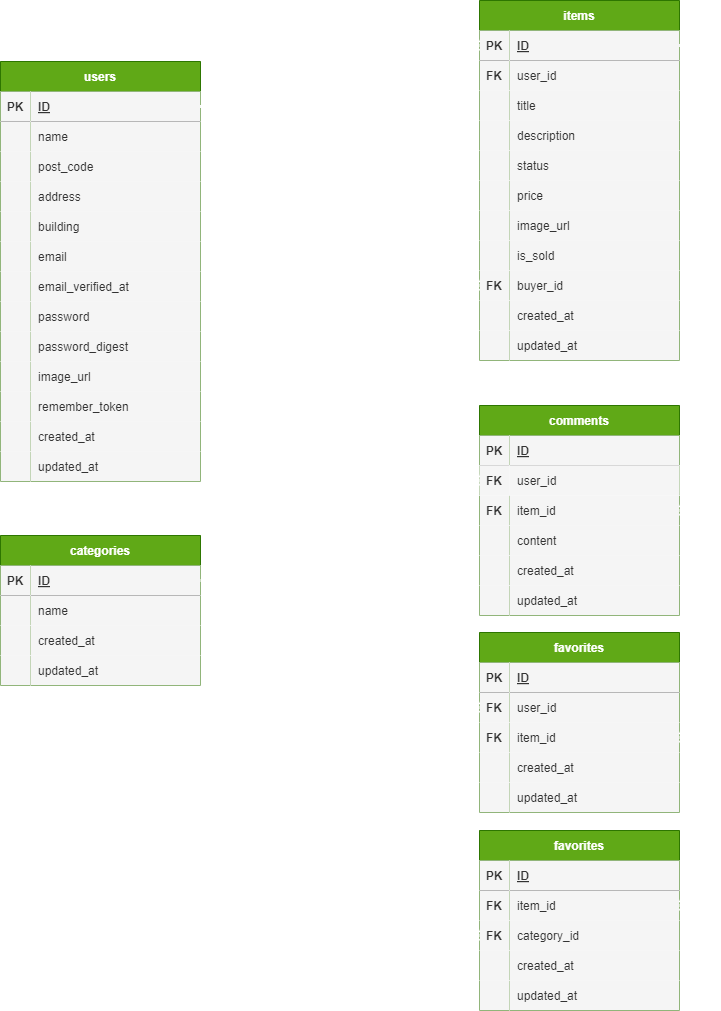 users
PK ID
name
post_code
address
building
email
email_verified_at
password
password_digest
image_url
remember_token
created_at
updated_at
categories
PK ID
name
created_at
updated_at
items
PK ID
FK user_id
title
description
status
price
image_url
is_sold
FK buyer_id
created_at
updated_at
comments
PK ID
FK user_id
FK item_id
content
created_at
updated_at
favorites
PK ID
FK user_id
FK item_id
created_at
updated_at
favorites
PK ID
FK item_id
FK category_id
created_at
updated_at